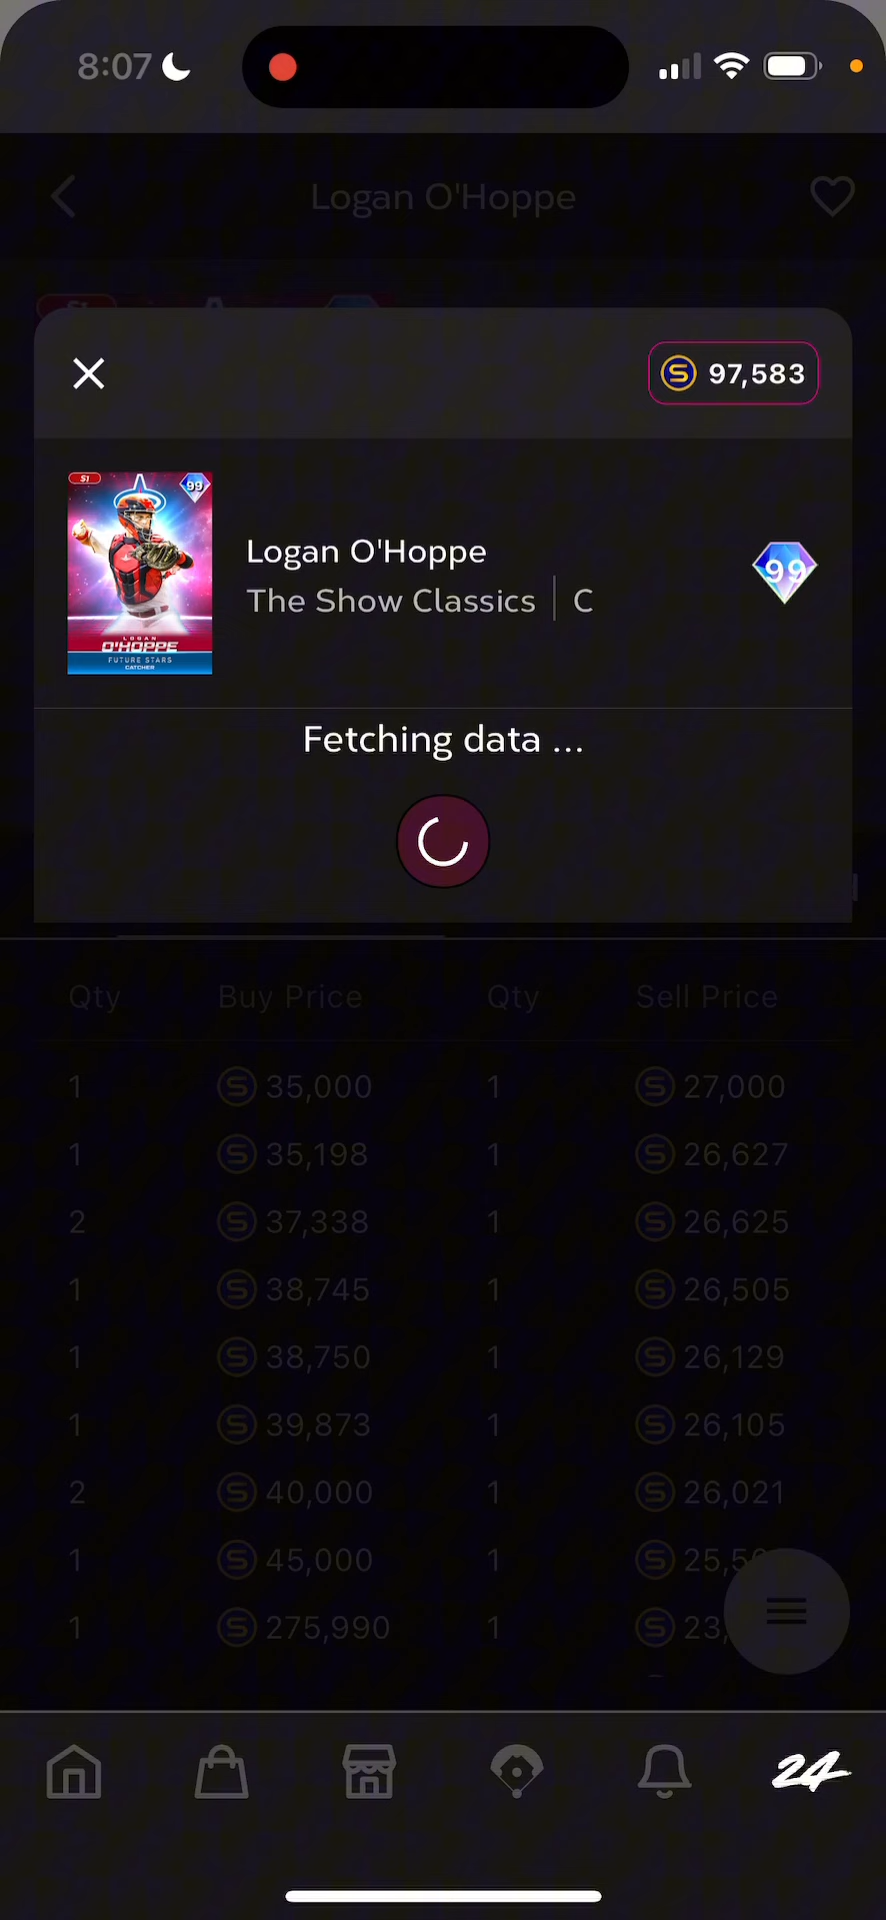 8:07
Logan O'Hoppe
97,583
S1
99
LOGAN
O'HOPPE
FUTURE STARS
CATCHER
Logan O'Hoppe
The Show Classics | C
99
Fetching data ...
Qty Buy Price Qty Sell Price
1 35,000 1 27,000
1 35,198 1 26,627
2 37,338 1 26,625
1 38,745 1 26,505
1 38,750 1 26,129
1 39,873 1 26,105
2 40,000 1 26,021
1 45,000 1
1 275,990 1
24